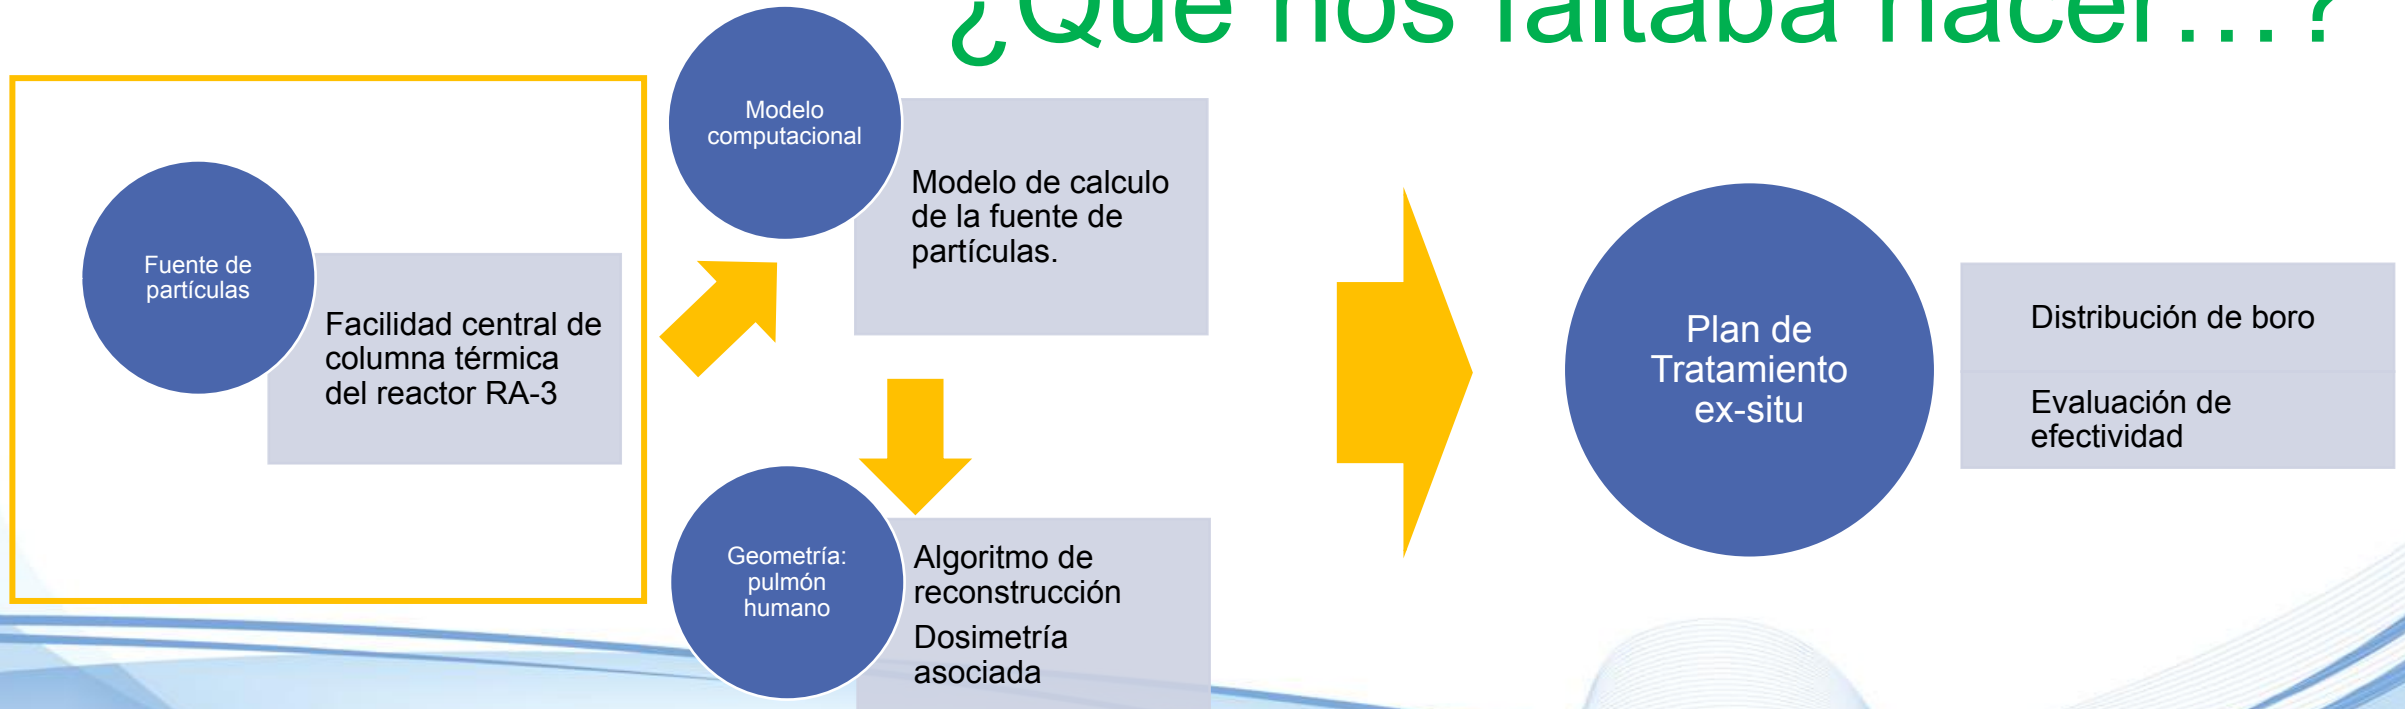 ¿Qué nos faltaba hacer...?
Fuente de
partículas
Facilidad central de
columna térmica
del reactor RA-3
Modelo
computacional
Modelo de calculo
de la fuente de
partículas.
Geometría:
pulmón
humano
Algoritmo de
reconstrucción
Dosimetría
asociada
Plan de
Tratamiento
ex-situ
Distribución de boro
Evaluación de
efectividad